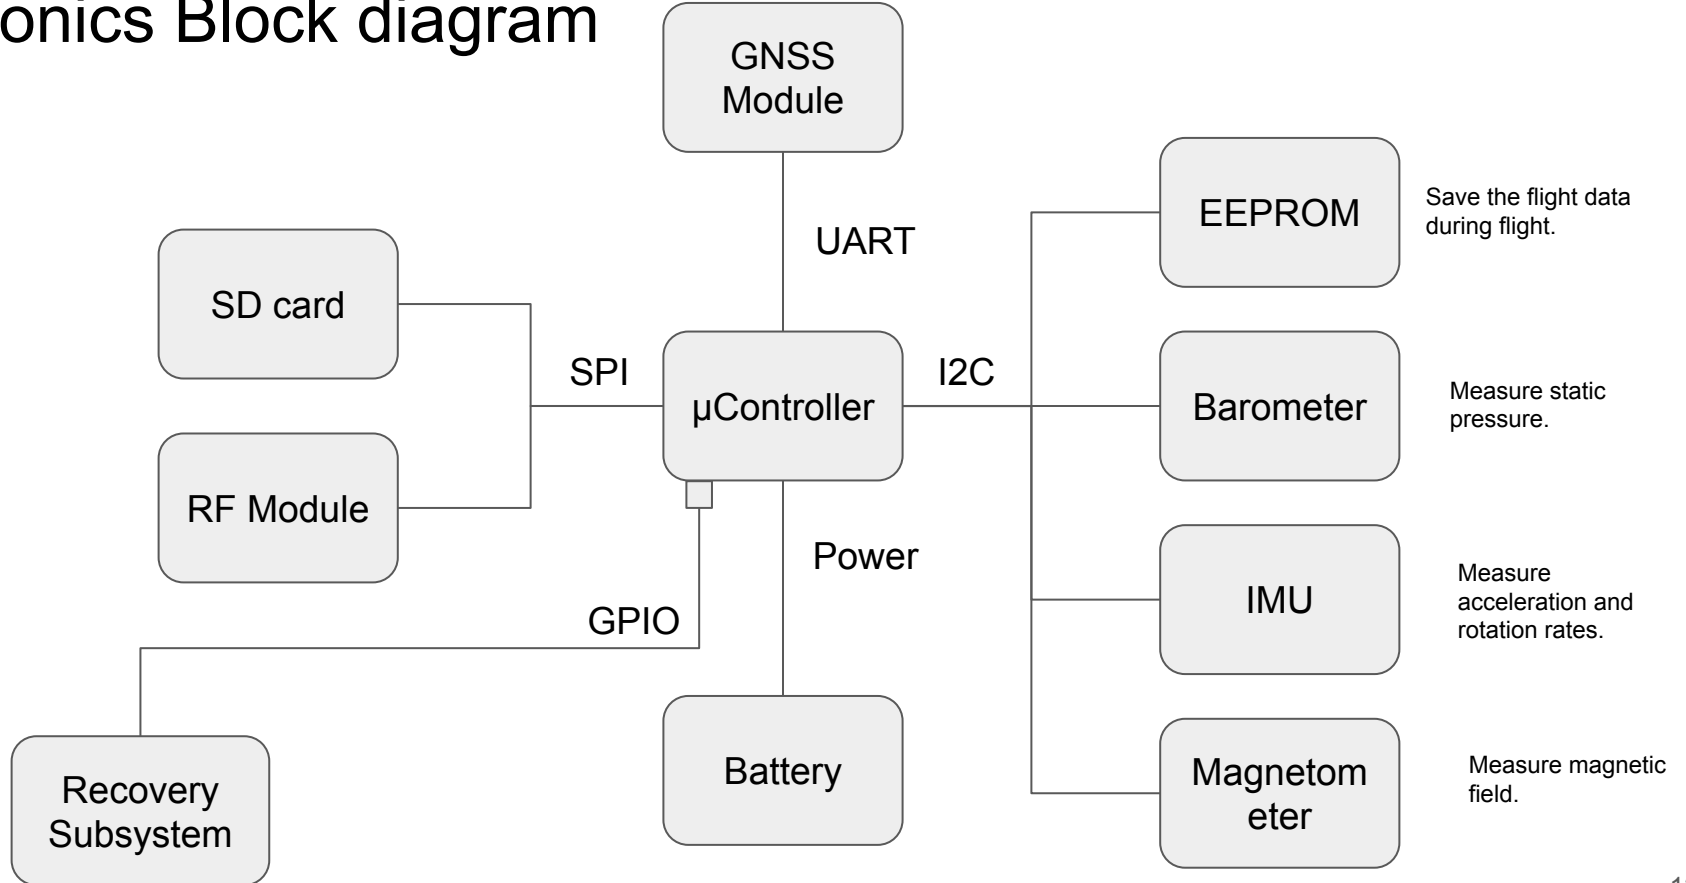 onics Block diagram
GNSS
Module
UART
EEPROM
Save the flight data
during flight.
SD card
SPI
µController
I2C
Barometer
Measure static
pressure.
RF Module
Power
GPIO
IMU
Measure
acceleration and
rotation rates.
Recovery
Subsystem
Battery
Magnetom
eter
Measure magnetic
field.